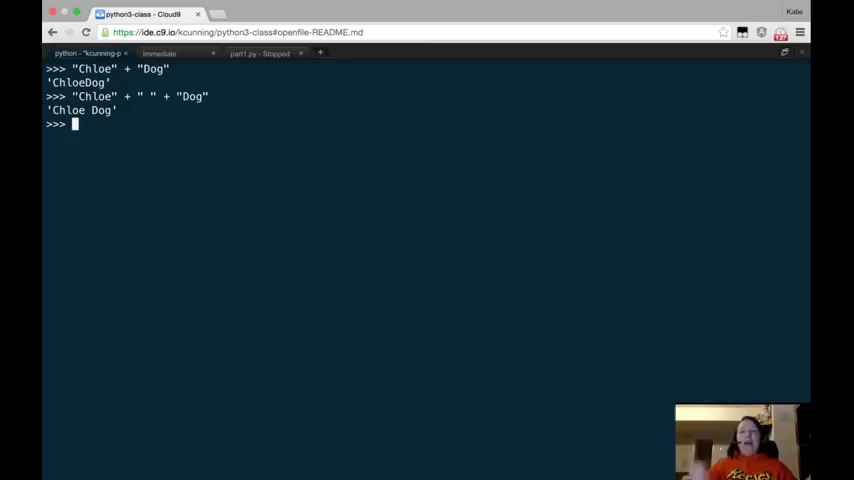 python3-class - Cloud9
Katie
https://ide.c9.io/kcunning/python3-class#openfile-README.md
python - "kcunning-p
Immediate
part1.py - Stopped
>>> "Chloe" + "Dog"
'ChloeDog'
>>> "Chloe" + " " + "Dog"
'Chloe Dog'
>>>
Reese's